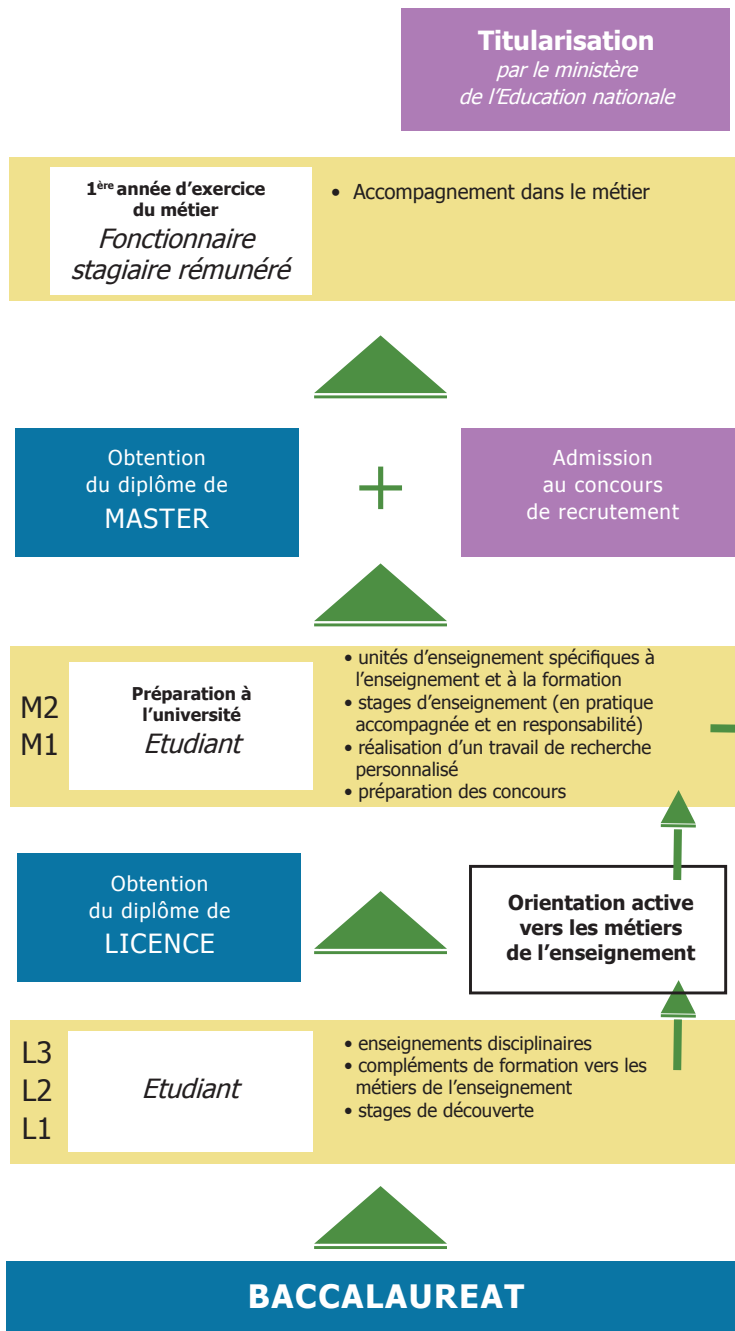 Titularisation
par le ministère
de l'Education nationale
1ère année d'exercice
du métier
Fonctionnaire
stagiaire rémunéré
• Accompagnement dans le métier
Obtention
du diplôme de
MASTER
+
Admission
au concours
de recrutement
M2
M1
Préparation à
l'université
Etudiant
• unités d'enseignement spécifiques à
l'enseignement et à la formation
• stages d'enseignement (en pratique
accompagnée et en responsabilité)
• réalisation d'un travail de recherche
personnalisé
• préparation des concours
Obtention
du diplôme de
LICENCE
Orientation active
vers les métiers
de l'enseignement
L3
L2
L1
Etudiant
• enseignements disciplinaires
• compléments de formation vers les
métiers de l'enseignement
• stages de découverte
BACCALAUREAT